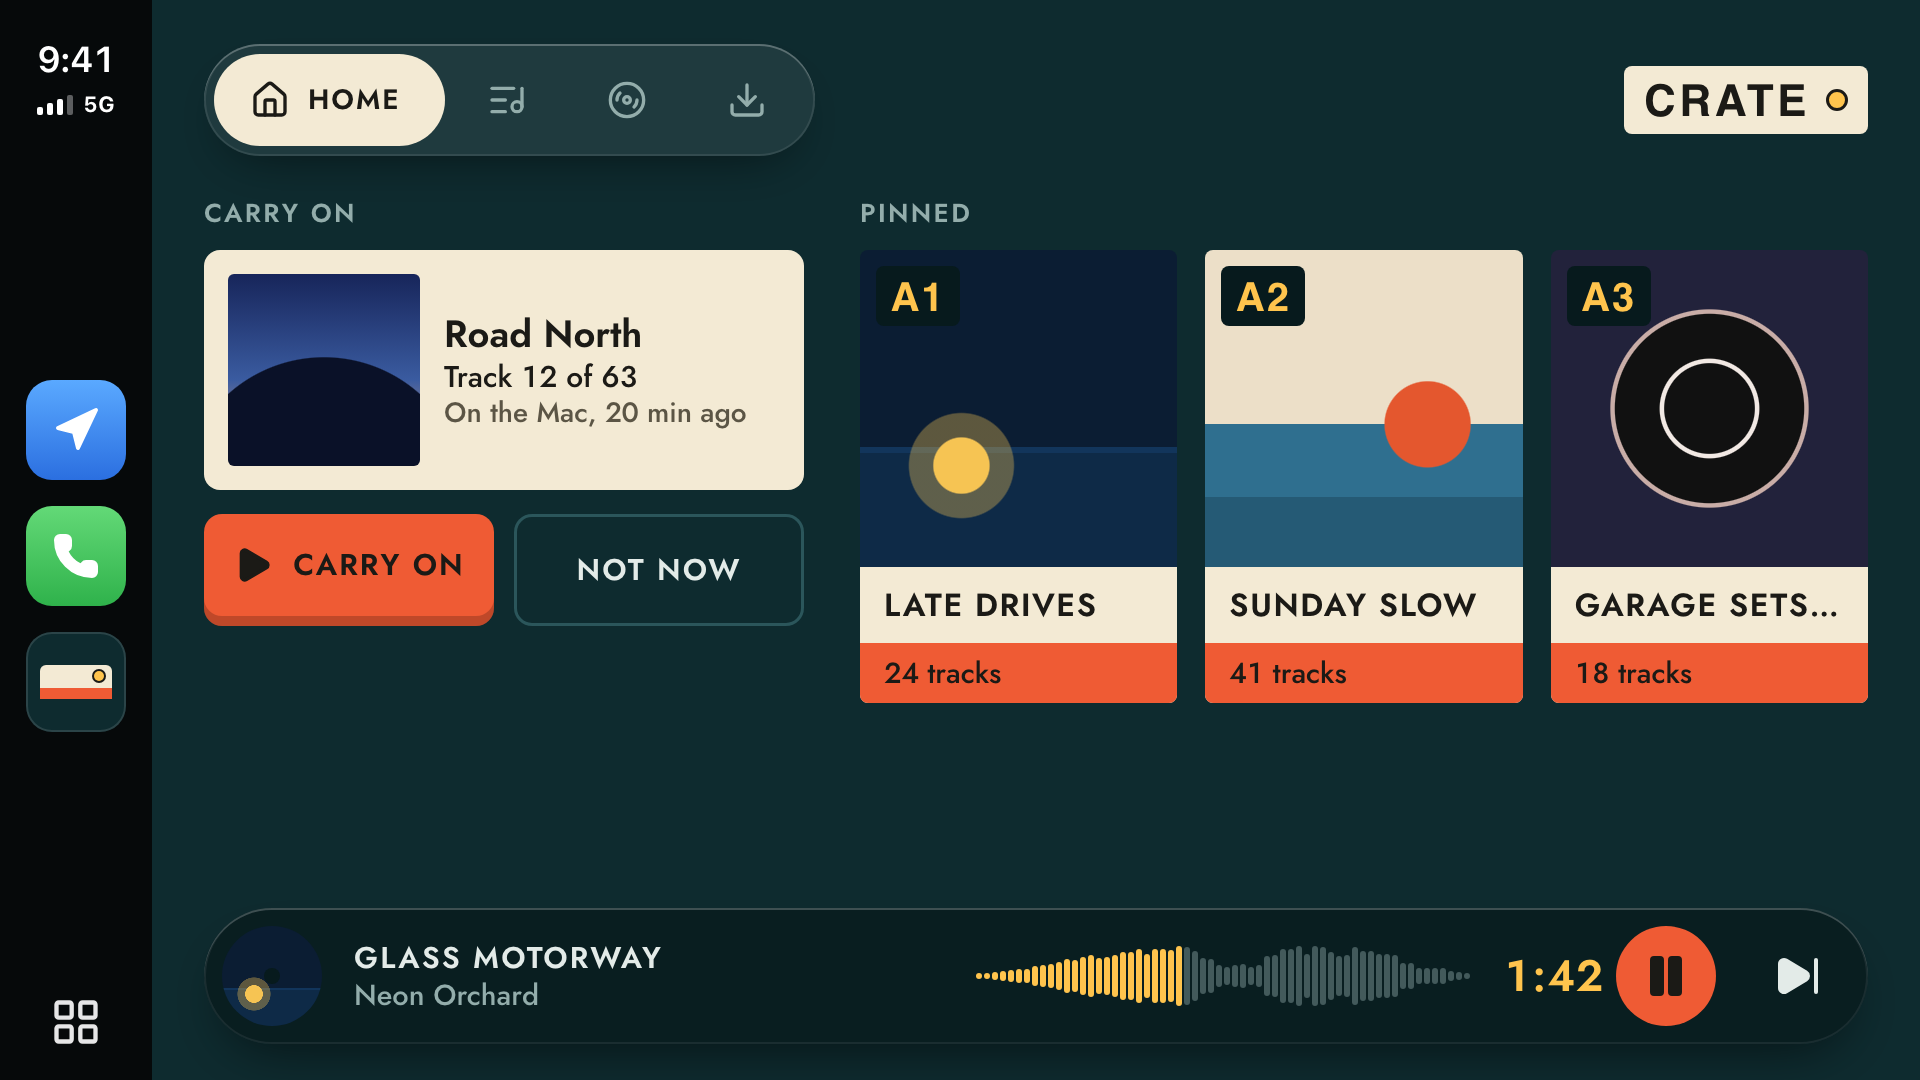 9:41
5G
HOME
CRATE
CARRY ON
Road North
Track 12 of 63
On the Mac, 20 min ago
CARRY ON
NOT NOW
PINNED
A1
LATE DRIVES
24 tracks
A2
SUNDAY SLOW
41 tracks
A3
GARAGE SETS…
18 tracks
GLASS MOTORWAY
Neon Orchard
1:42